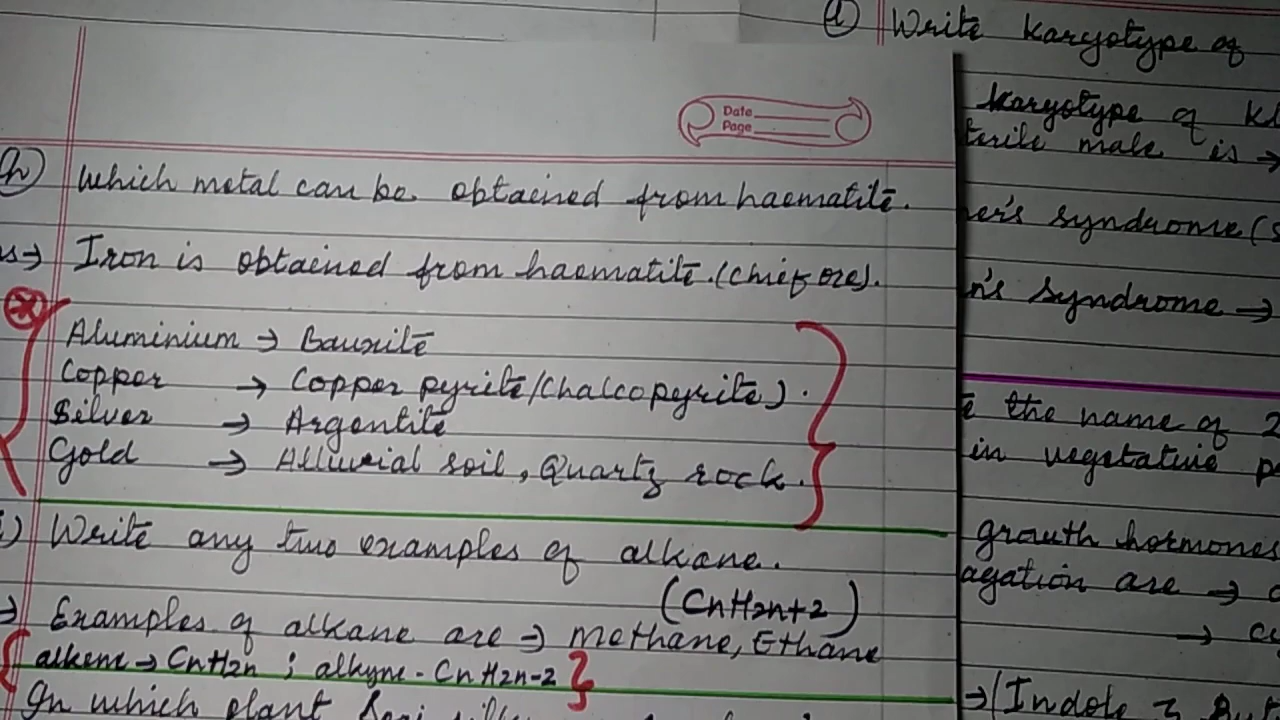 Date
Page
(h) Which metal can be obtained from haematite.
Iron is obtained from haematite. (Chief ore).
Aluminium → Bauxite
Copper → Copper pyrite/Chalcopyrite).
Silver → Argentite
Gold → Alluvial soil, Quartz rock.
i) Write any two examples of alkane.
(CnH2n+2)
→ Examples of alkane are → Methane, Ethane
alkene → CnH2n ; alkyne - CnH2n-2
In which plant
(d) Write karyotype of
karyotype of
male is →
syndrome (
syndrome →
the name of 2
in vegetative
growth hormones
are →
→
→ Indole 3